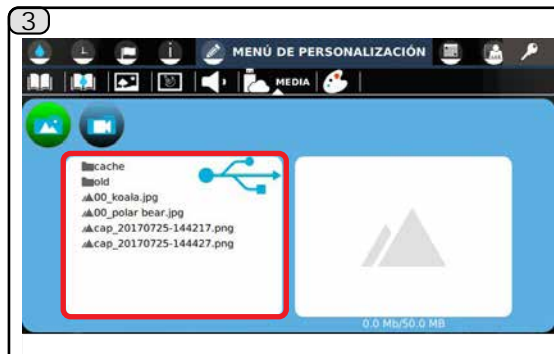 3
MENÚ DE PERSONALIZACIÓN
MEDIA
cache
old
00_koala.jpg
00_polar bear.jpg
cap_20170725-144217.png
cap_20170725-144427.png
0.0 Mb/50.0 MB